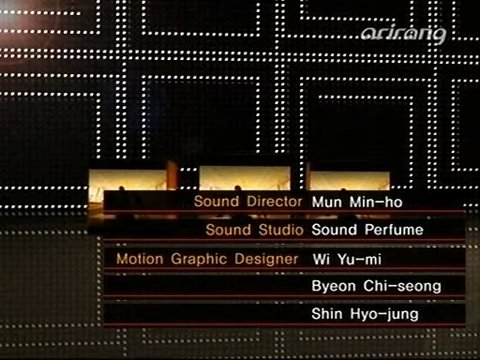 arirang
Sound Director Mun Min-ho
Sound Studio Sound Perfume
Motion Graphic Designer Wi Yu-mi
Byeon Chi-seong
Shin Hyo-jung